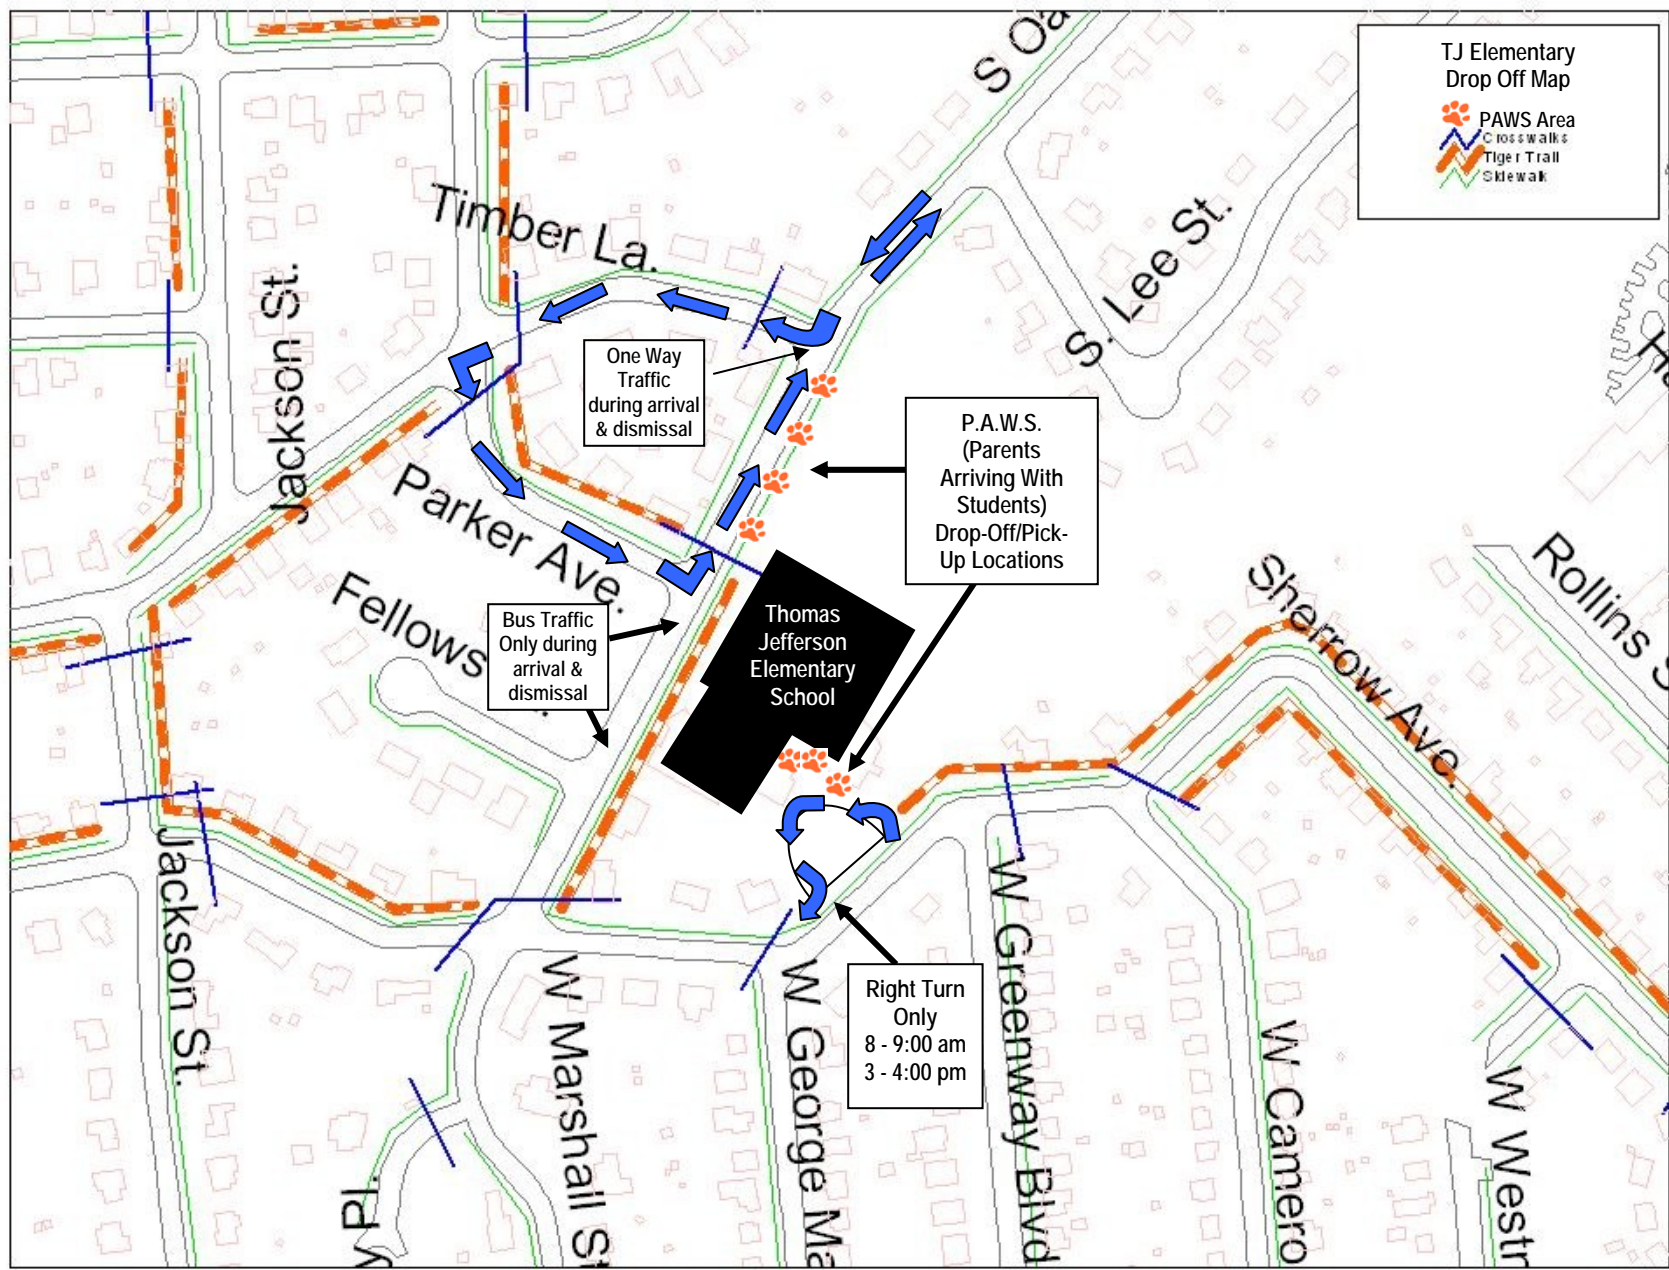 TJ Elementary
Drop Off Map
PAWS Area
Crosswalks
Tiger Trail
Sidewalk
S Oa
Timber La.
S. Lee St.
Jackson St.
One Way
Traffic
during arrival
& dismissal
P.A.W.S.
(Parents
Arriving With
Students)
Drop-Off/Pick-
Up Locations
Parker Ave.
Fellows
Bus Traffic
Only during
arrival &
dismissal
Thomas
Jefferson
Elementary
School
Sherrow Ave.
Rollins S
Jackson St.
W Marshall St
W George Ma
Right Turn
Only
8 - 9:00 am
3 - 4:00 pm
W Greenway Blvd
W Camero
W Westr
y Pl.